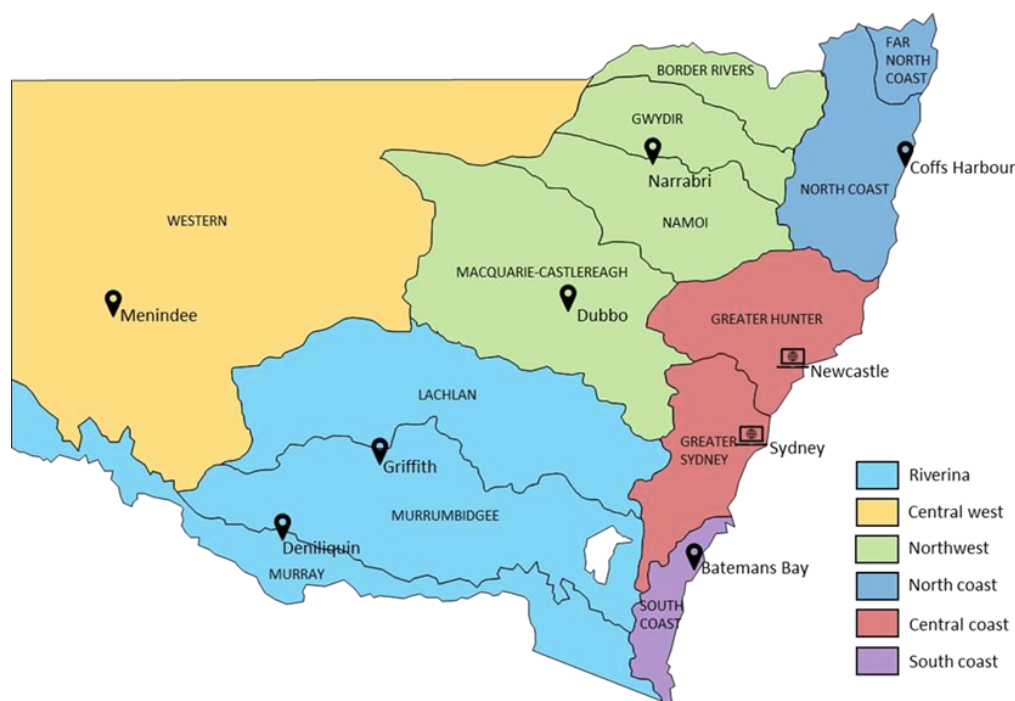 FAR
NORTH
COAST
BORDER RIVERS
GWYDIR
Narrabri
Coffs Harbour
NORTH COAST
NAMOI
WESTERN
MACQUARIE-CASTLEREAGH
Menindee
Dubbo
GREATER HUNTER
Newcastle
LACHLAN
GREATER
SYDNEY
Sydney
Griffith
MURRUMBIDGEE
Deniliquin
MURRAY
Batemans Bay
SOUTH
COAST
Riverina
Central west
Northwest
North coast
Central coast
South coast